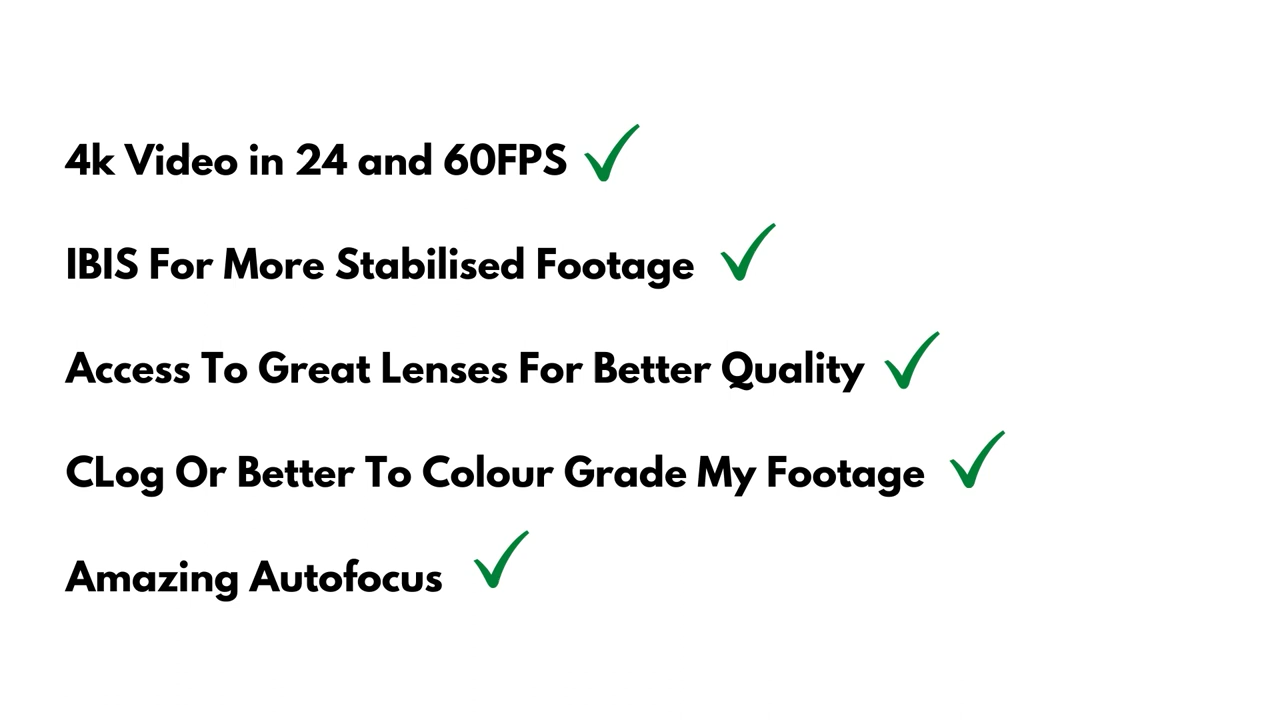 4k Video in 24 and 60FPS
IBIS For More Stabilised Footage
Access To Great Lenses For Better Quality
CLog Or Better To Colour Grade My Footage
Amazing Autofocus